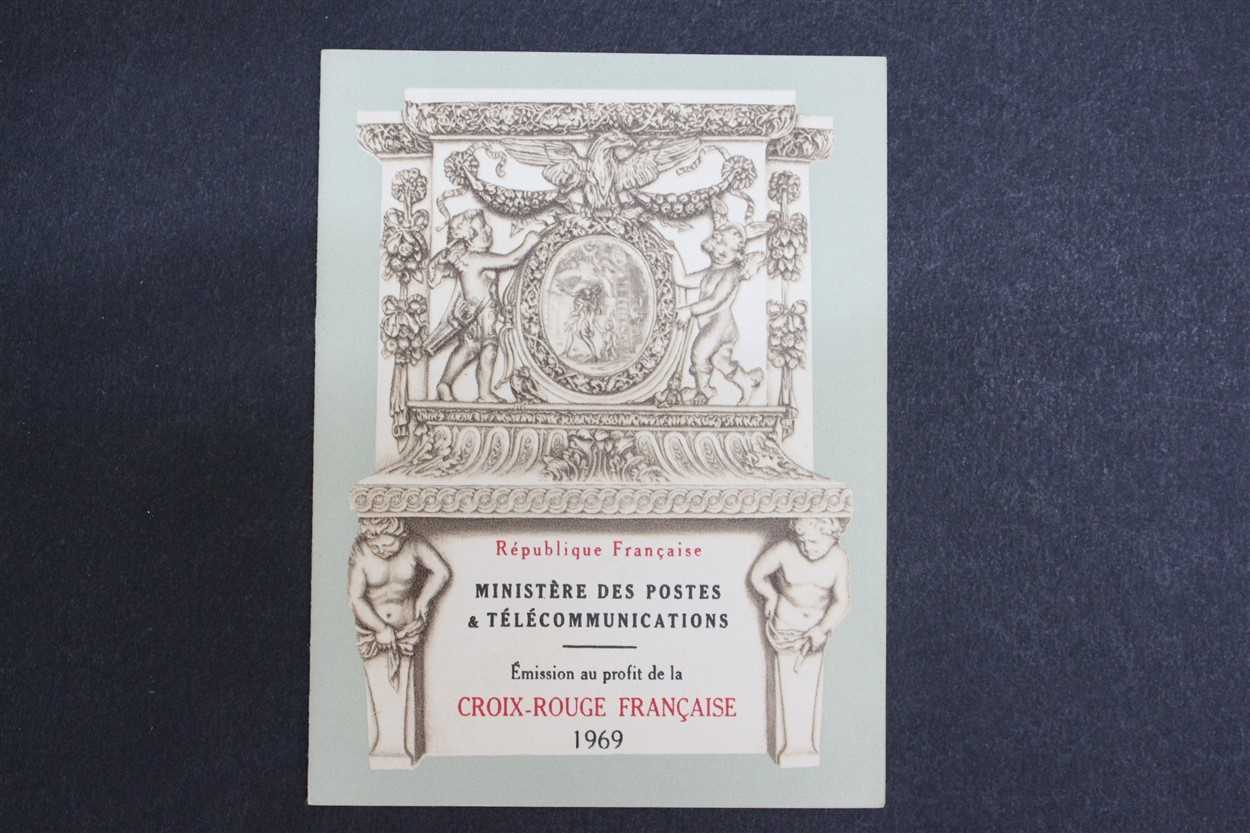 République Française
MINISTÈRE DES POSTES
& TÉLÉCOMMUNICATIONS
Émission au profit de la
CROIX-ROUGE FRANÇAISE
1969